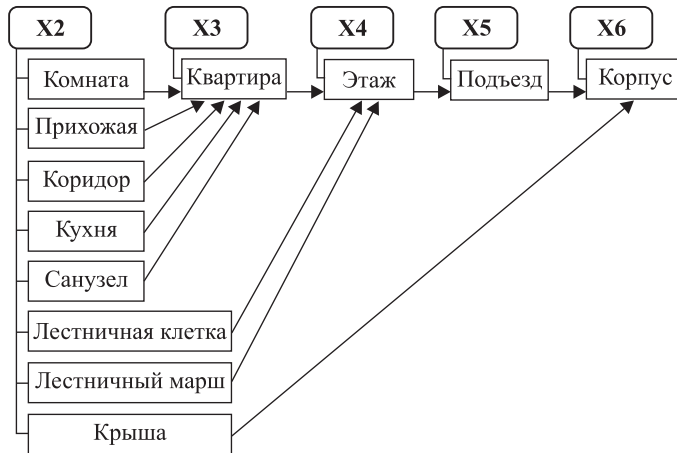 X2 X3 X4 X5 X6
Комната Квартира Этаж Подъезд Корпус
Прихожая
Коридор
Кухня
Санузел
Лестничная клетка
Лестничный марш
Крыша